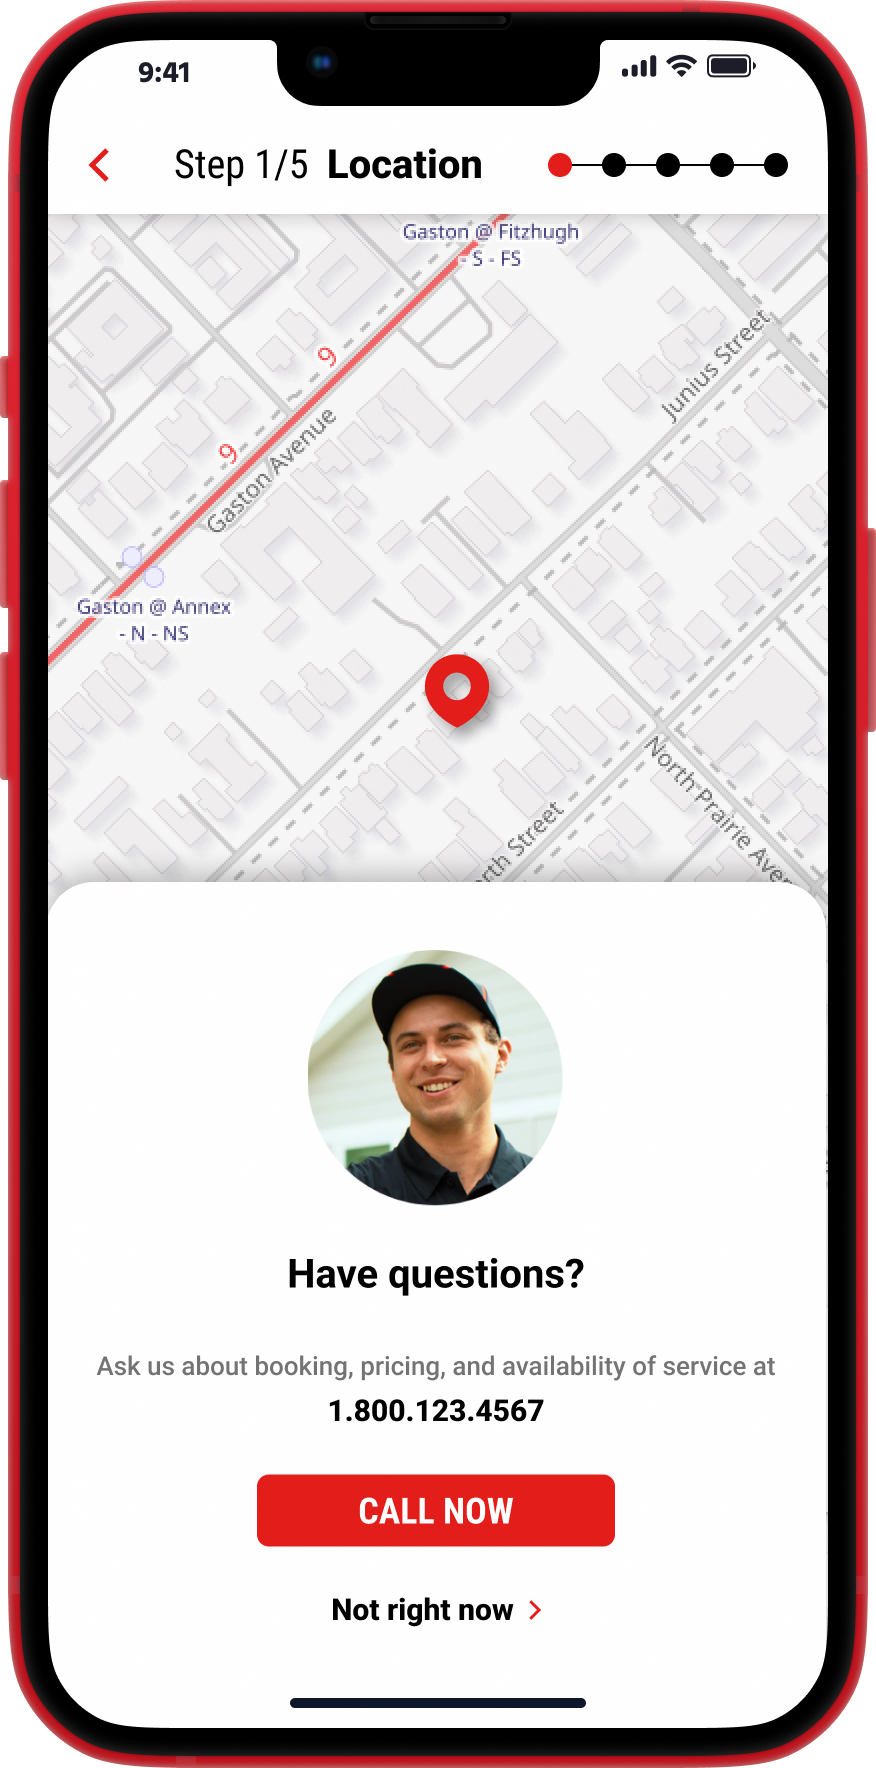 9:41
Step 1/5 Location
Gaston @ Fitzhugh
- S - FS
Junius Street
9
Gaston Avenue
9
Gaston @ Annex
- N - NS
North Prairie Aven
rth Street
Have questions?
Ask us about booking, pricing, and availability of service at
1.800.123.4567
CALL NOW
Not right now